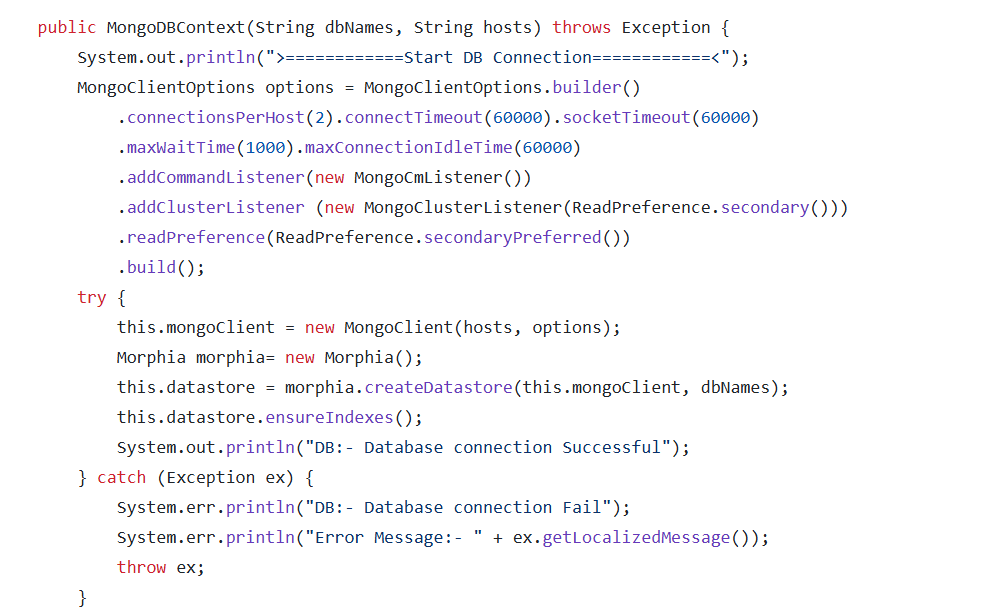 public MongoDBContext(String dbNames, String hosts) throws Exception {
System.out.println(">============Start DB Connection============<");
MongoClientOptions options = MongoClientOptions.builder()
.connectionsPerHost(2).connectTimeout(60000).socketTimeout(60000)
.maxWaitTime(1000).maxConnectionIdleTime(60000)
.addCommandListener(new MongoCmListener())
.addClusterListener (new MongoClusterListener(ReadPreference.secondary()))
.readPreference(ReadPreference.secondaryPreferred())
.build();
try {
this.mongoClient = new MongoClient(hosts, options);
Morphia morphia= new Morphia();
this.datastore = morphia.createDatastore(this.mongoClient, dbNames);
this.datastore.ensureIndexes();
System.out.println("DB:- Database connection Successful");
} catch (Exception ex) {
System.err.println("DB:- Database connection Fail");
System.err.println("Error Message:- " + ex.getLocalizedMessage());
throw ex;
}